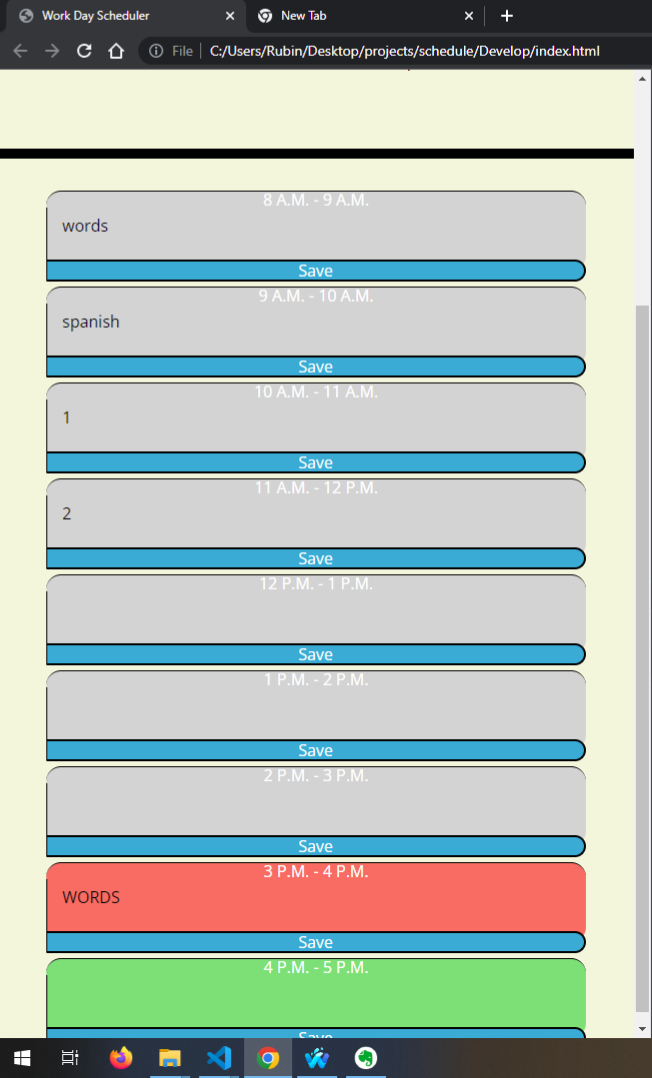 Work Day Scheduler
New Tab
File
C:/Users/Rubin/Desktop/projects/schedule/Develop/index.html
8 A.M. - 9 A.M.
words
Save
9 A.M. - 10 A.M.
spanish
Save
10 A.M. - 11 A.M.
1
Save
11 A.M. - 12 P.M.
2
Save
12 P.M. - 1 P.M.
Save
1 P.M. - 2 P.M.
Save
2 P.M. - 3 P.M.
Save
3 P.M. - 4 P.M.
WORDS
Save
4 P.M. - 5 P.M.
Save